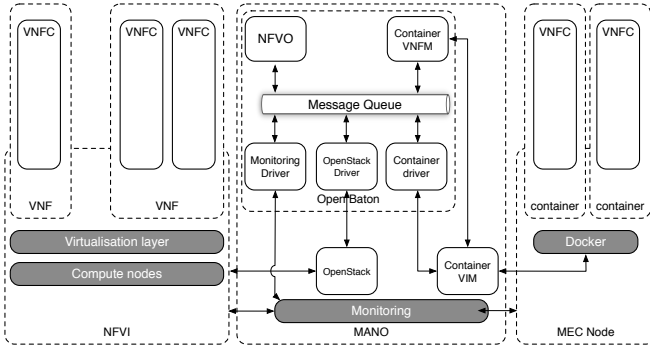 VNFC
VNFC
VNFC
VNF
VNF
Virtualisation layer
Compute nodes
NFVI
NFVO
Container
VNFM
Message Queue
Monitoring
Driver
OpenStack
Driver
Container
driver
Open Baton
OpenStack
Container
VIM
Monitoring
MANO
VNFC
VNFC
container
container
Docker
MEC Node